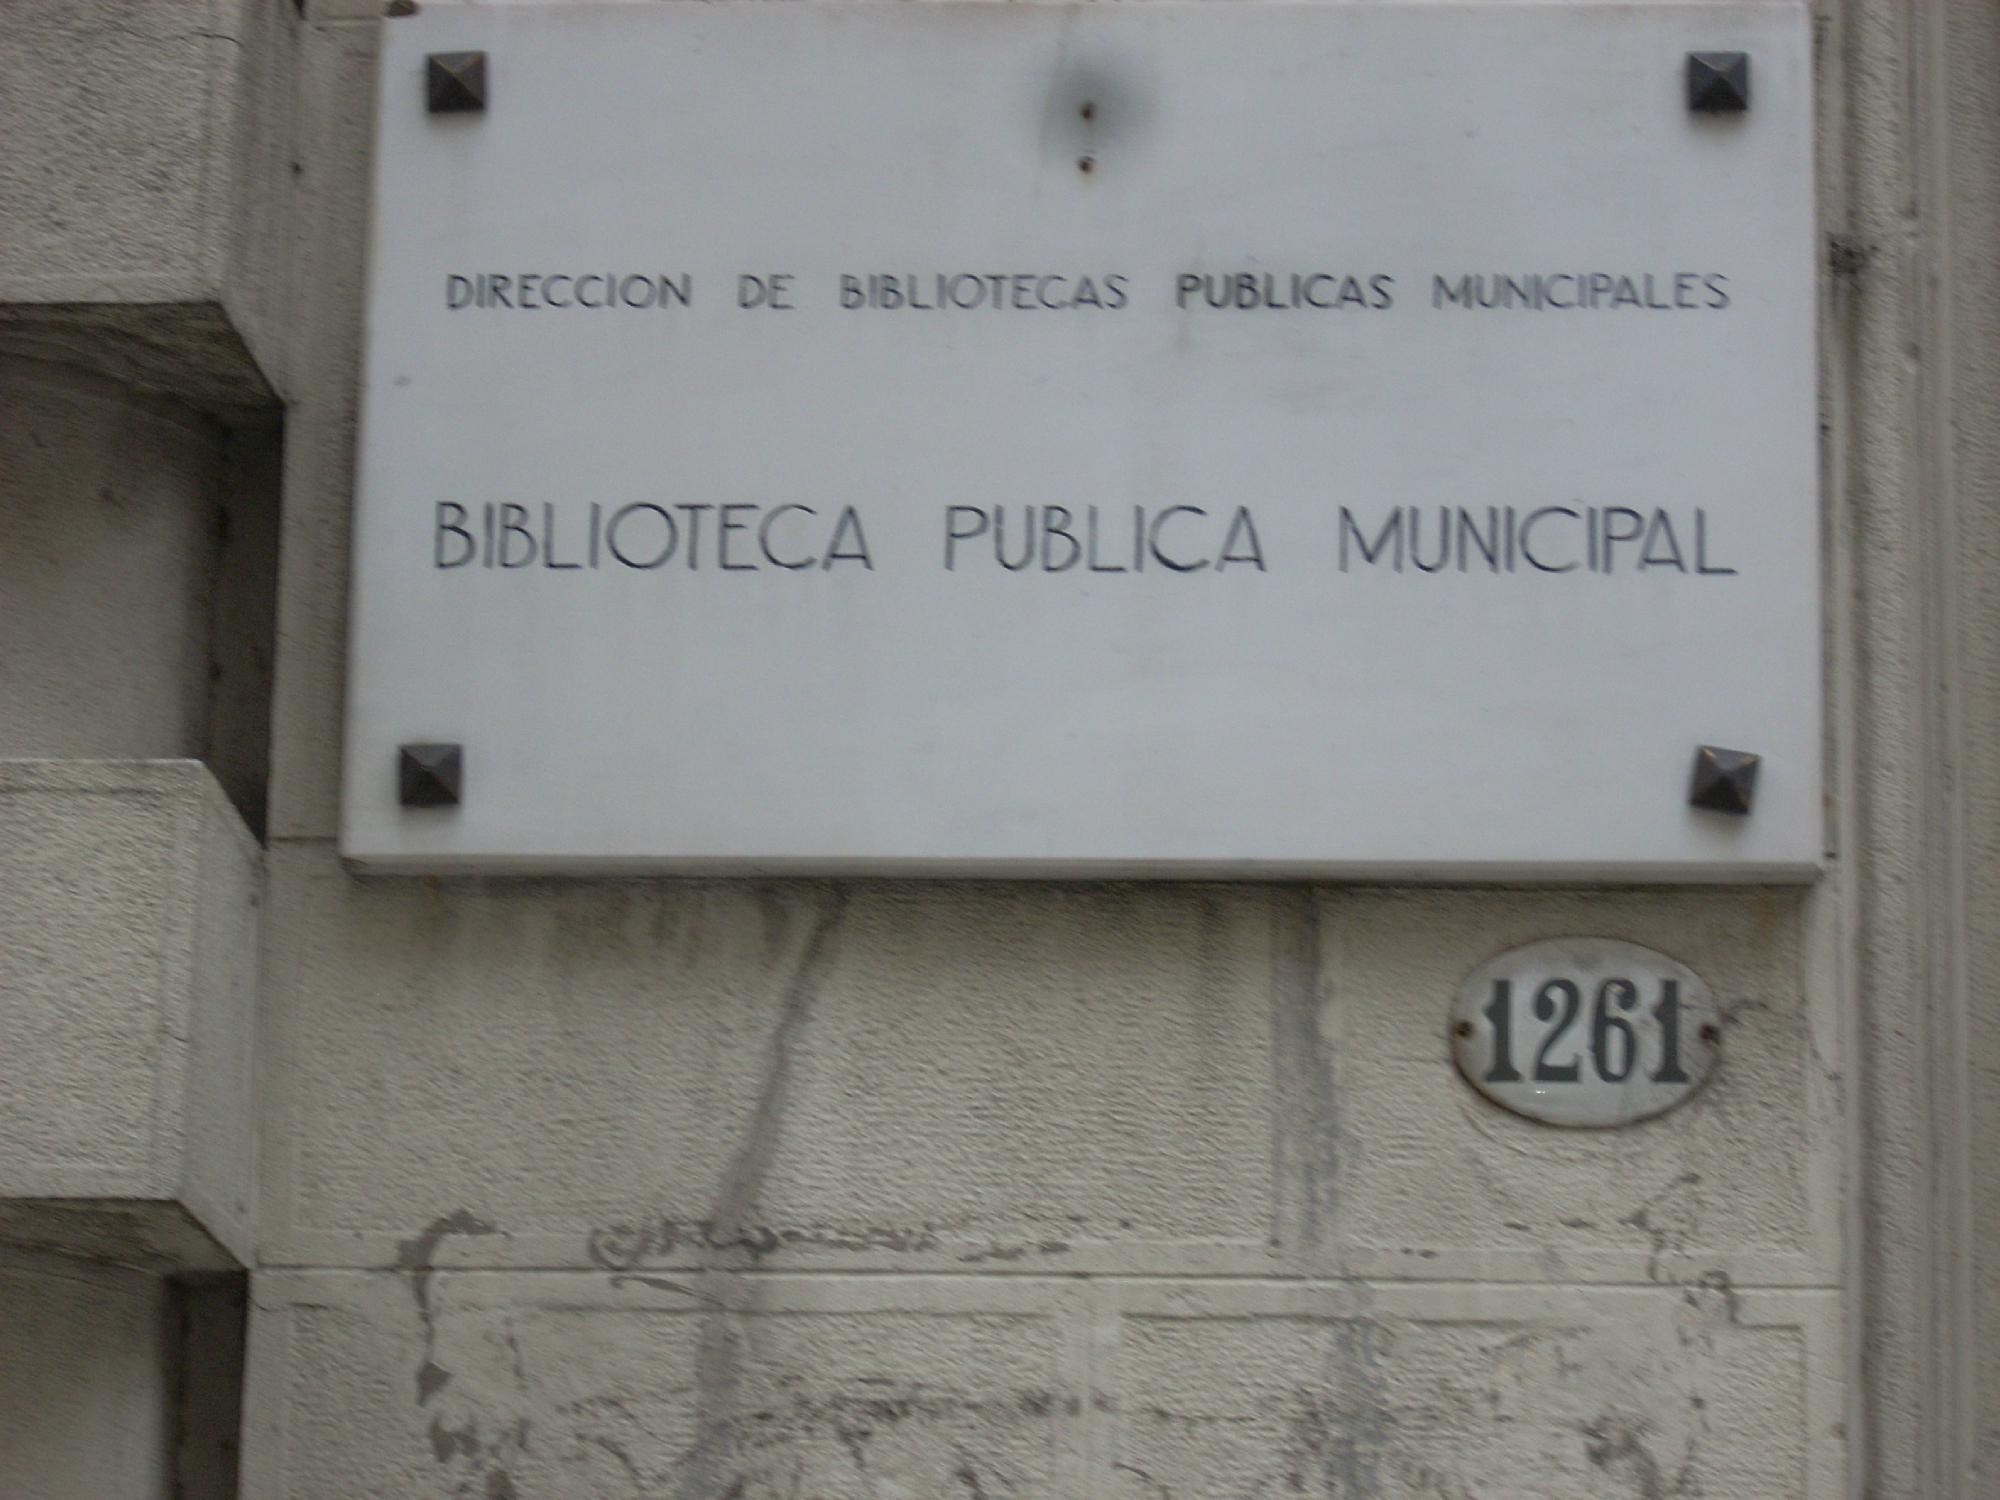 DIRECCION DE BIBLIOTECAS PUBLICAS MUNICIPALES
BIBLIOTECA PUBLICA MUNICIPAL
1261